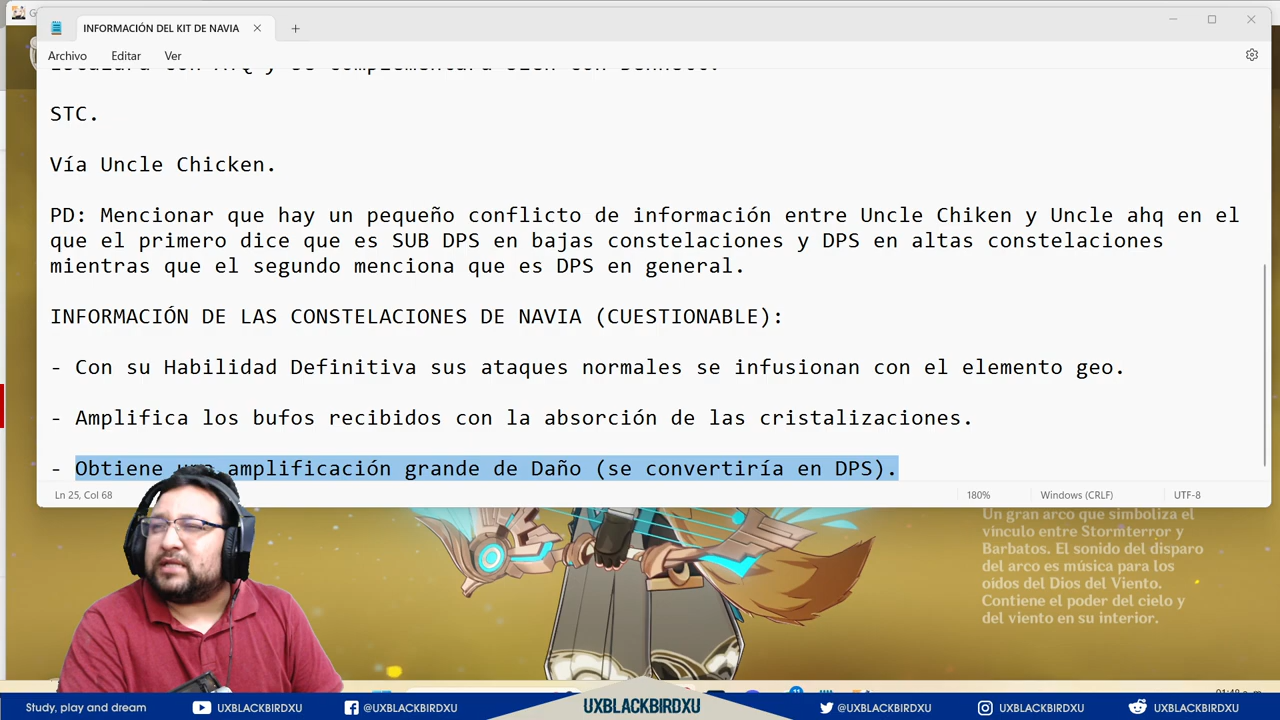 INFORMACIÓN DEL KIT DE NAVIA
Archivo Editar Ver
STC.
Vía Uncle Chicken.
PD: Mencionar que hay un pequeño conflicto de información entre Uncle Chiken y Uncle ahq en el
que el primero dice que es SUB DPS en bajas constelaciones y DPS en altas constelaciones
mientras que el segundo menciona que es DPS en general.
INFORMACIÓN DE LAS CONSTELACIONES DE NAVIA (CUESTIONABLE):
- Con su Habilidad Definitiva sus ataques normales se infusionan con el elemento geo.
- Amplifica los bufos recibidos con la absorción de las cristalizaciones.
- Obtiene una amplificación grande de Daño (se convertiría en DPS).
Ln 25, Col 68 180% Windows (CRLF) UTF-8
Un gran arco que simboliza el
vínculo entre Stormterror y
Barbatos. El sonido del disparo
del arco es música para los
oídos del Dios del Viento.
Contiene el poder del cielo y
del viento en su interior.
Study, play and dream UXBLACKBIRDXU @UXBLACKBIRDXU UXBLACKBIRDXU @UXBLACKBIRDXU UXBLACKBIRDXU UXBLACKBIRDXU